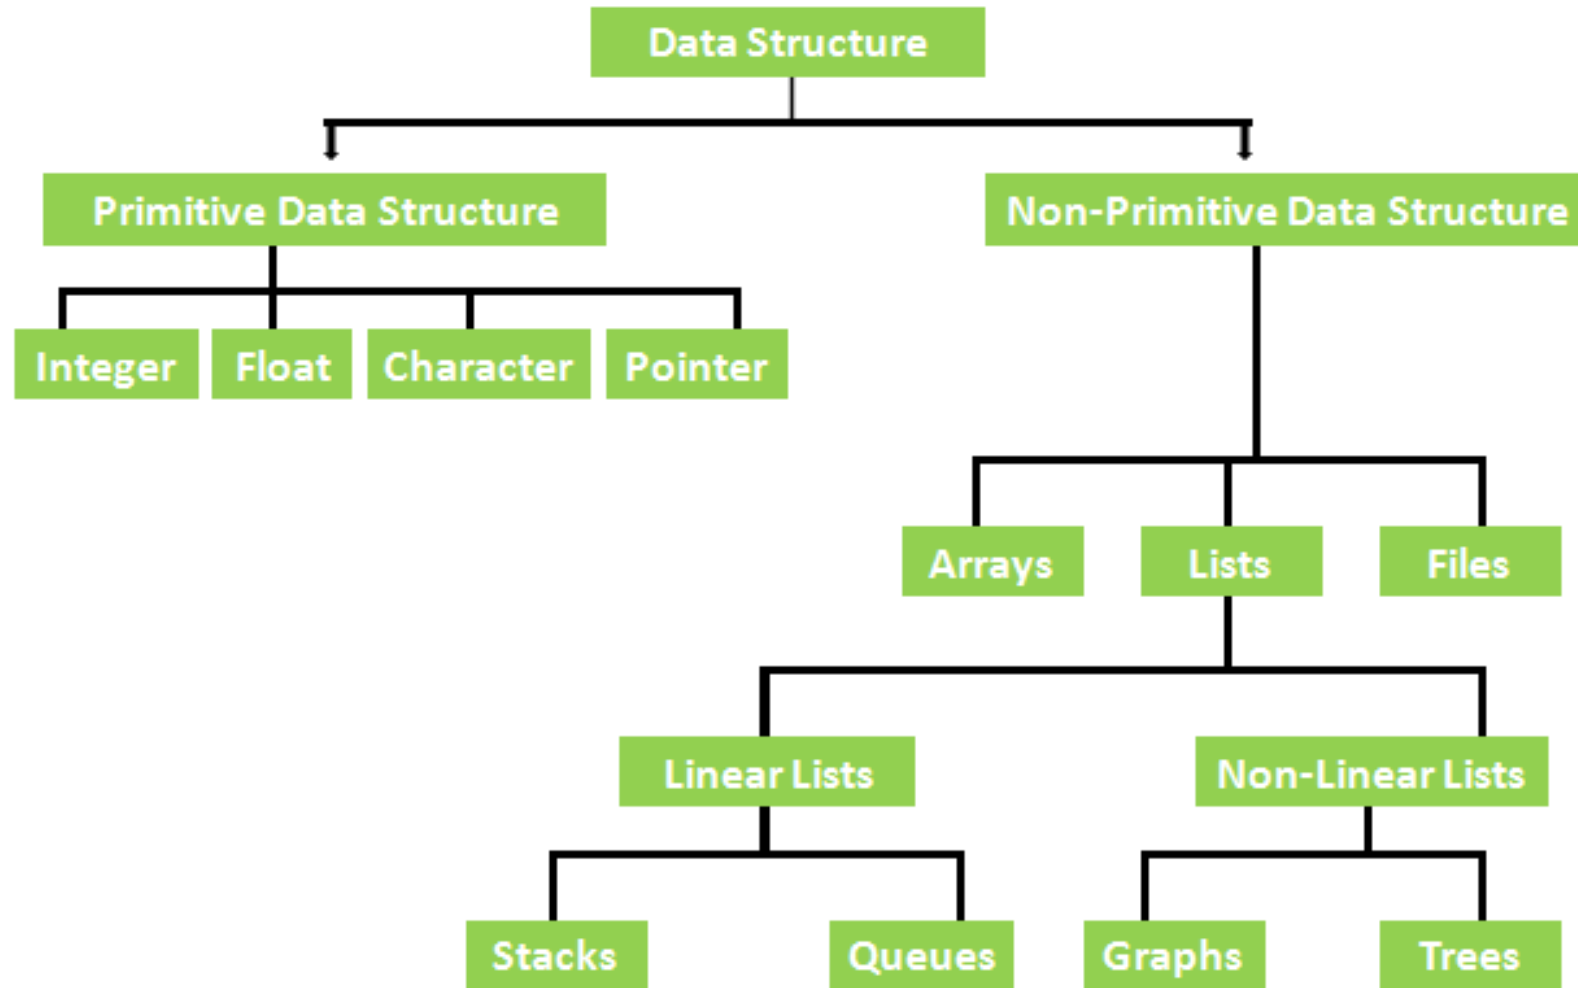 Data Structure
Primitive Data Structure
Non-Primitive Data Structure
Integer
Float
Character
Pointer
Arrays
Lists
Files
Linear Lists
Non-Linear Lists
Stacks
Queues
Graphs
Trees